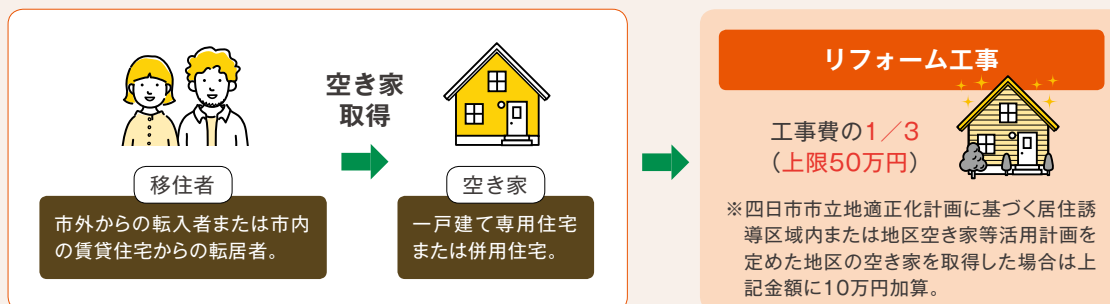 空き家
取得
移住者
市外からの転入者または市内
の賃貸住宅からの転居者。
空き家
一戸建て専用住宅
または併用住宅。
リフォーム工事
工事費の1／3
（上限50万円）
※四日市市立地適正化計画に基づく居住誘
導区域内または地区空き家等活用計画を
定めた地区の空き家を取得した場合は上
記金額に10万円加算。